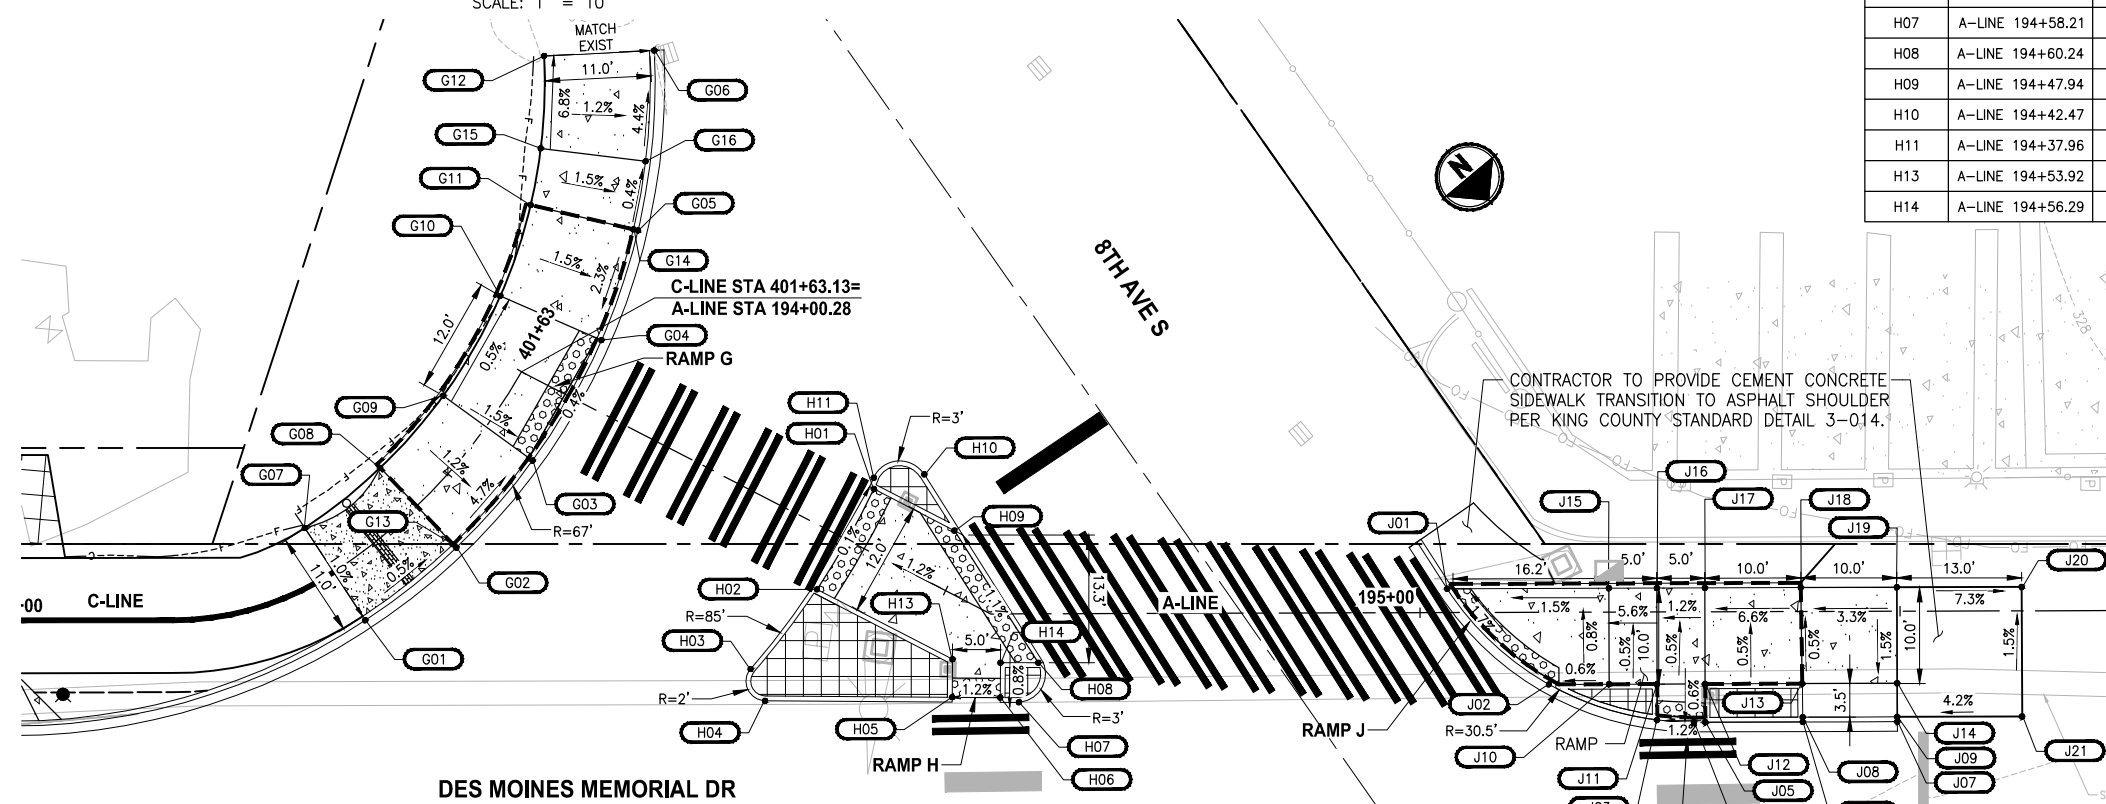 SCALE: 1" = 10'
MATCH
EXIST
G12
11.0'
G06
6.8%
1.2%
4.4%
G15
G16
G11
1.5%
0.4%
G05
G10
G14
1.5%
2.3%
C-LINE STA 401+63.13=
A-LINE STA 194+00.28
12.0'
0.5%
401+63
G04
RAMP G
G09
1.5%
0.4%
G08
G07
1.2%
4.7%
G03
G13
R=67'
G02
11.0'
.0%
0.5%
-00
C-LINE
G01
8TH AVE S
N
H07 A-LINE 194+58.21
H08 A-LINE 194+60.24
H09 A-LINE 194+47.94
H10 A-LINE 194+42.47
H11 A-LINE 194+37.96
H13 A-LINE 194+53.92
H14 A-LINE 194+56.29
328
CONTRACTOR TO PROVIDE CEMENT CONCRETE
SIDEWALK TRANSITION TO ASPHALT SHOULDER
PER KING COUNTY STANDARD DETAIL 3-014.
H11
H01
R=3'
H10
H09
0.1%
12.0'
1.2%
1.1%
13.3'
H02
H13
R=85'
5.0'
H14
H03
R=2'
1.2%
0.8%
H08
R=3'
H04
H05
H07
RAMP H
H06
A-LINE
195+00
DES MOINES MEMORIAL DR
J16
J15
J17
J18
J01
J19
16.2'
5.0'
5.0'
10.0'
10.0'
13.0'
J20
1.7%
1.5%
5.6%
1.2%
6.6%
3.3%
7.3%
0.8%
0.5%
10.0'
0.5%
0.5%
0.5%
1.5%
10.0'
1.5%
0.6%
0.6%
J13
3.5'
4.2%
J02
RAMP J
R=30.5'
J10
RAMP
1.2%
J14
J21
J11
J12
J08
J09
J05
J07